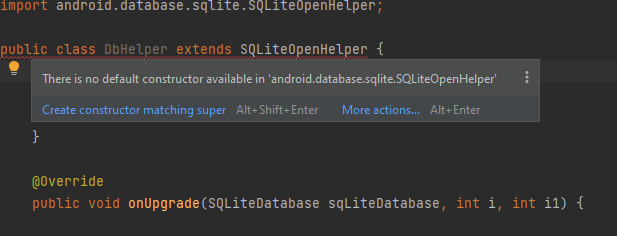 import android.database.sqlite.SQLiteOpenHelper;
public class DbHelper extends SQLiteOpenHelper {
There is no default constructor available in 'android.database.sqlite.SQLiteOpenHelper'
Create constructor matching super Alt+Shift+Enter More actions... Alt+Enter
}
@Override
public void onUpgrade(SQLiteDatabase sqLiteDatabase, int i, int i1) {